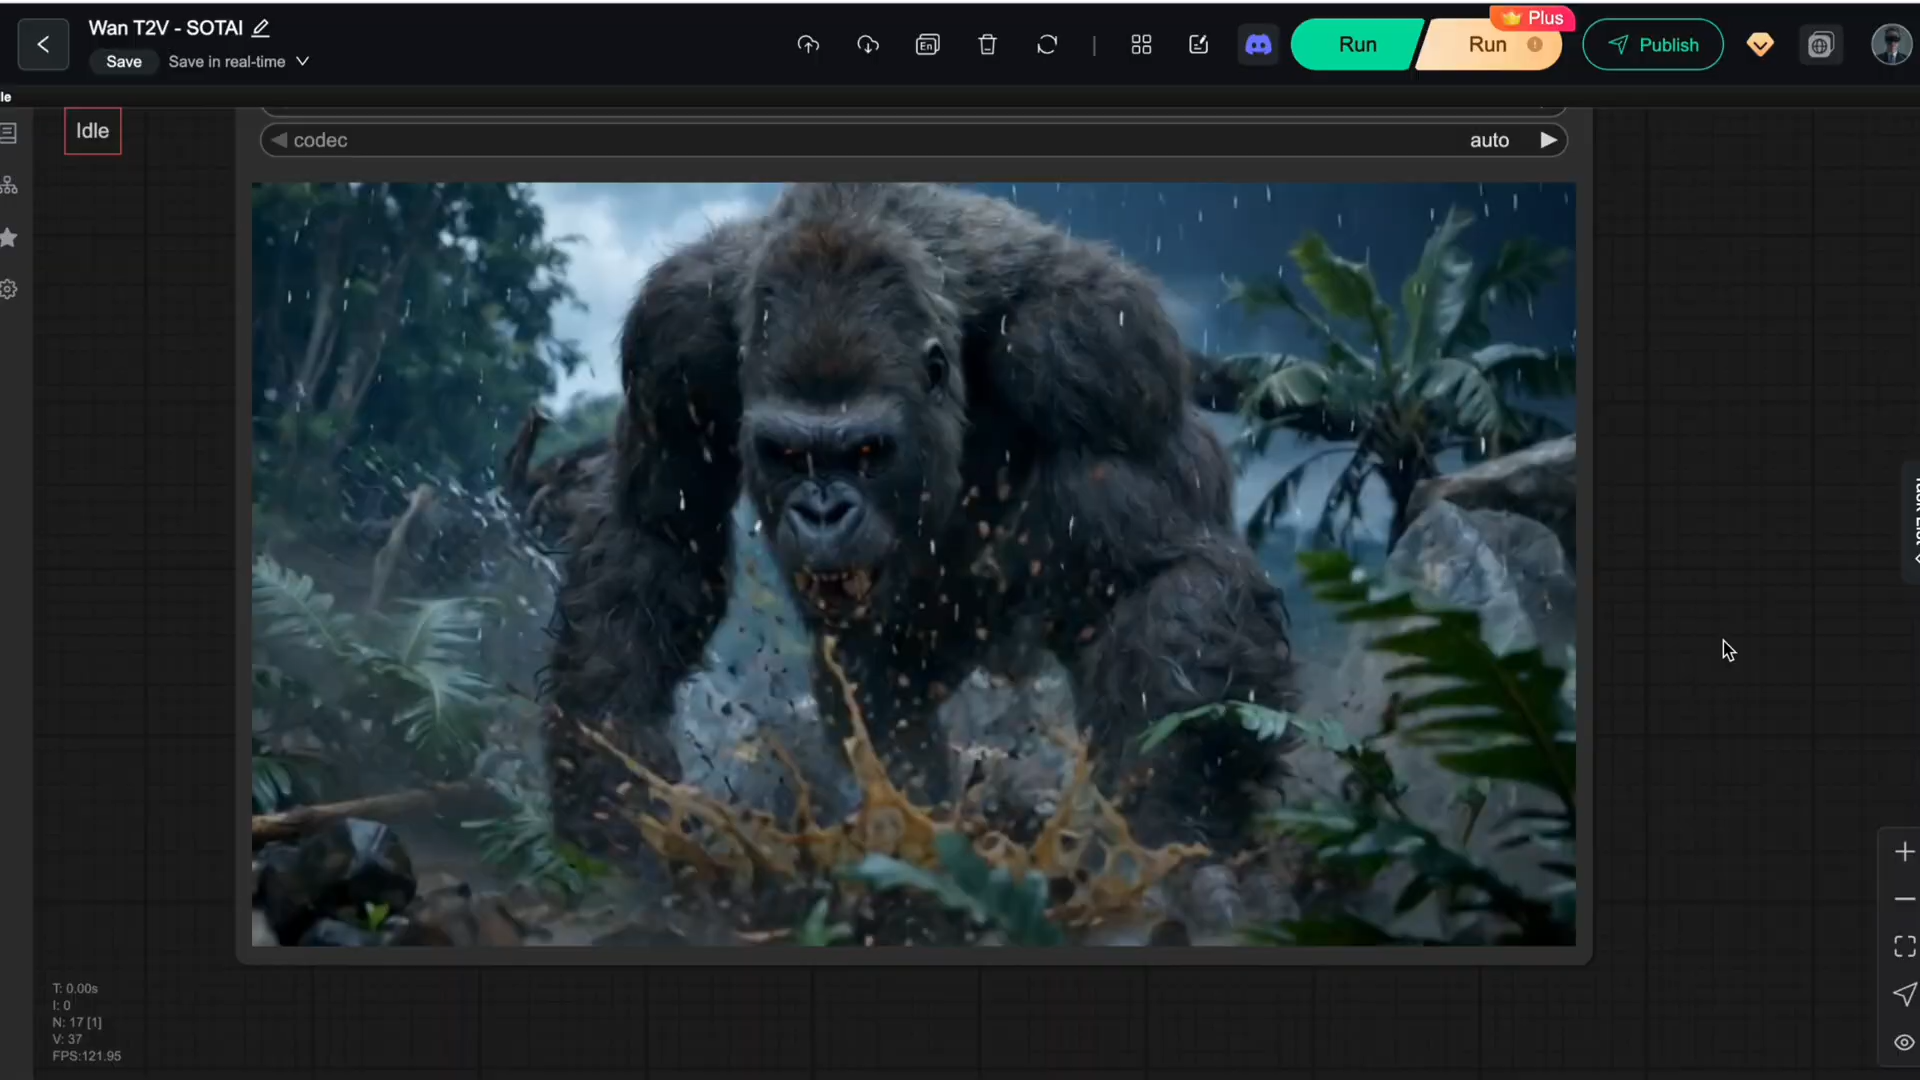 Wan T2V - SOTAI
Save
Save in real-time
En
Run
Run
Plus
Publish
le
Idle
codec
auto
T: 0.00s
I: 0
N: 17 [1]
V: 37
FPS:121.95